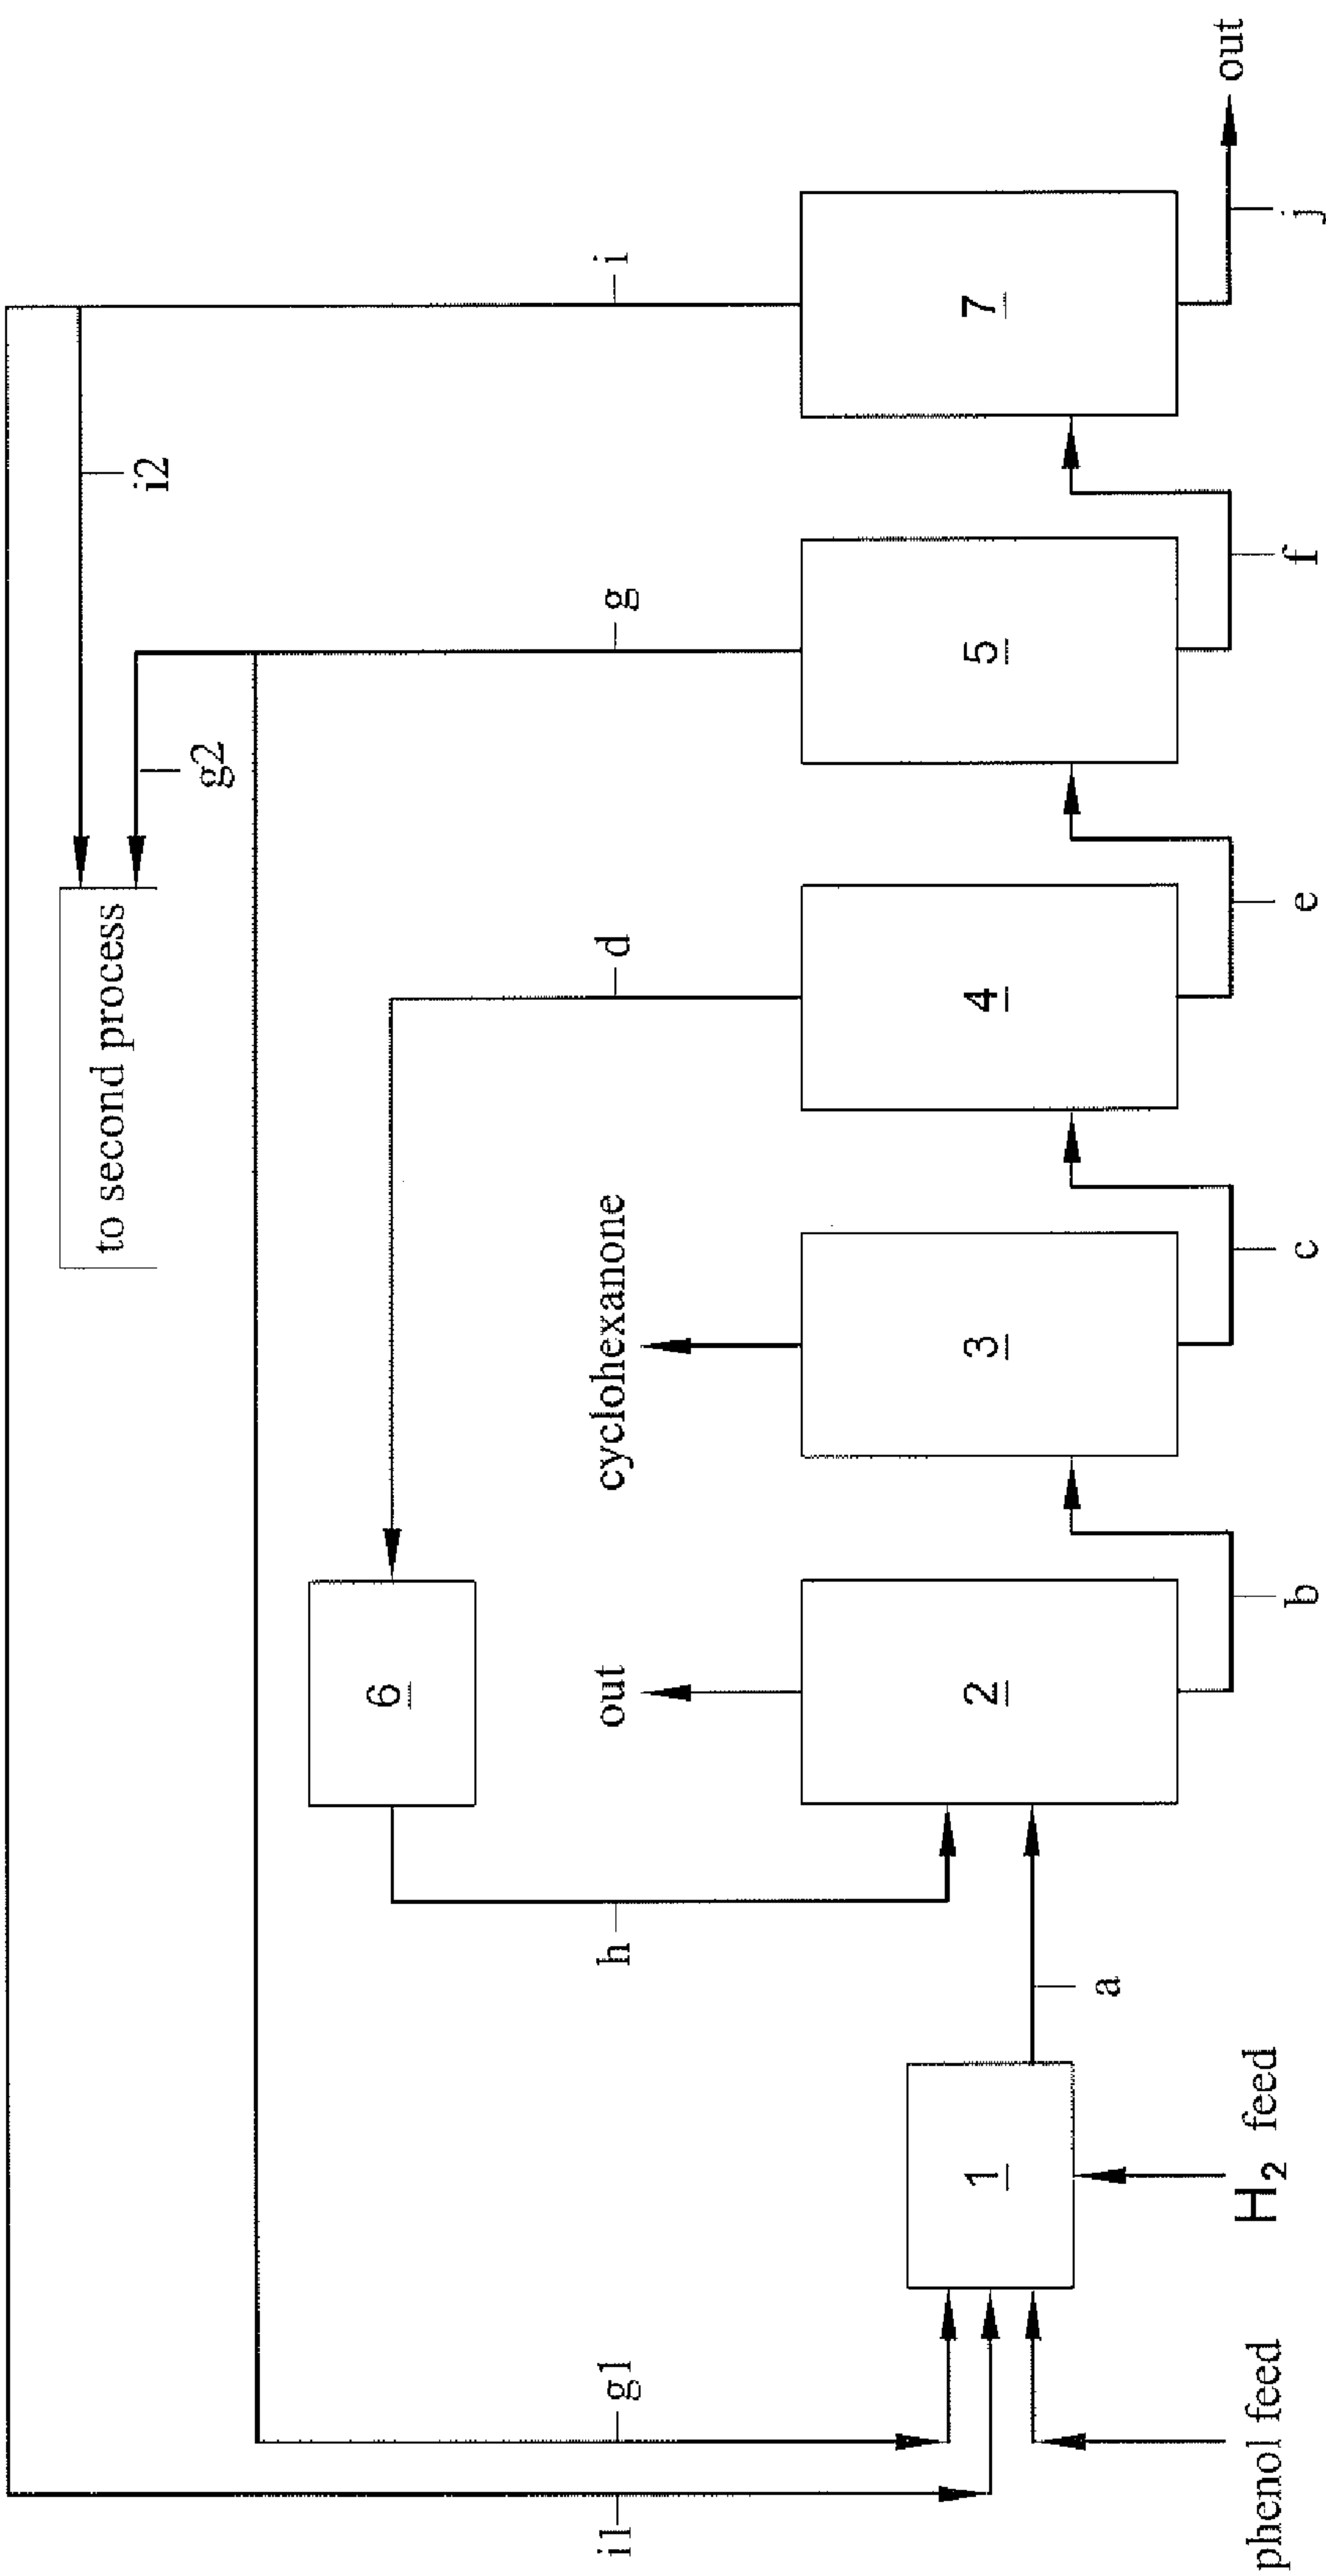 i2
to second process
g2
i
g
d
cyclohexanone
6
out
h
i1
g1
7
5
4
3
2
1
a
out
j
f
e
c
b
H₂ feed
phenol feed